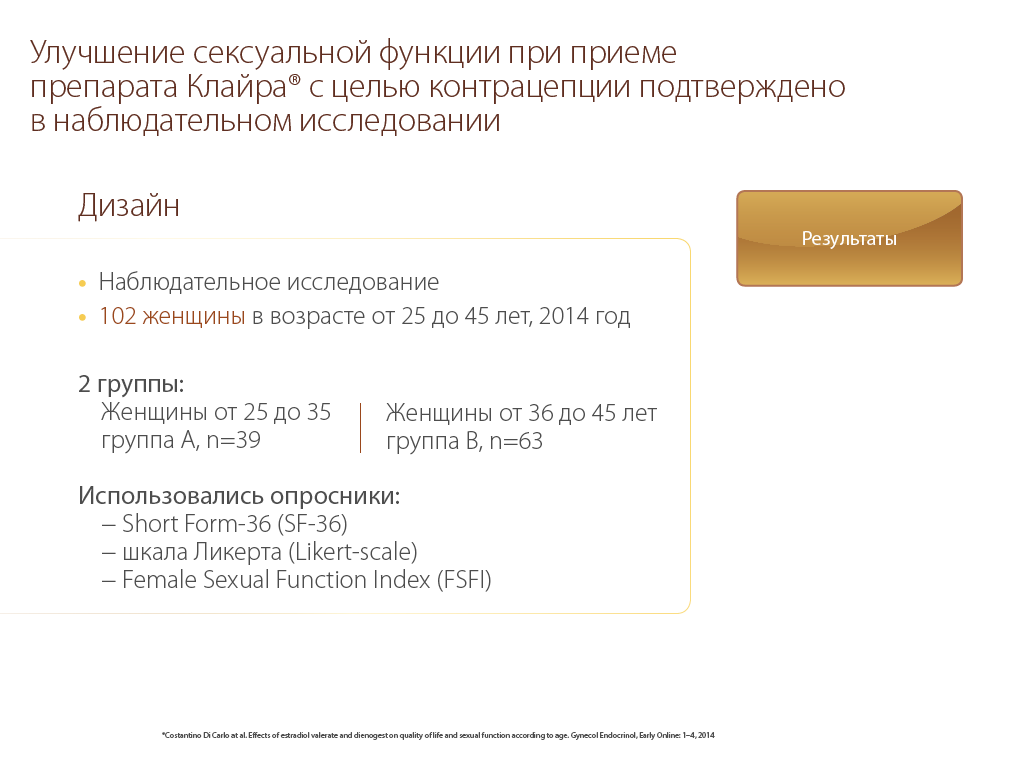 Улучшение сексуальной функции при приеме
препарата Клайра® с целью контрацепции подтверждено
в наблюдательном исследовании
Дизайн
Результаты
• Наблюдательное исследование
• 102 женщины в возрасте от 25 до 45 лет, 2014 год
2 группы:
Женщины от 25 до 35
группа А, n=39
Женщины от 36 до 45 лет
группа В, n=63
Использовались опросники:
– Short Form-36 (SF-36)
– шкала Ликерта (Likert-scale)
– Female Sexual Function Index (FSFI)
*Costantino Di Carlo at al. Effects of estradiol valerate and dienogest on quality of life and sexual function according to age. Gynecol Endocrinol, Early Online: 1–4, 2014